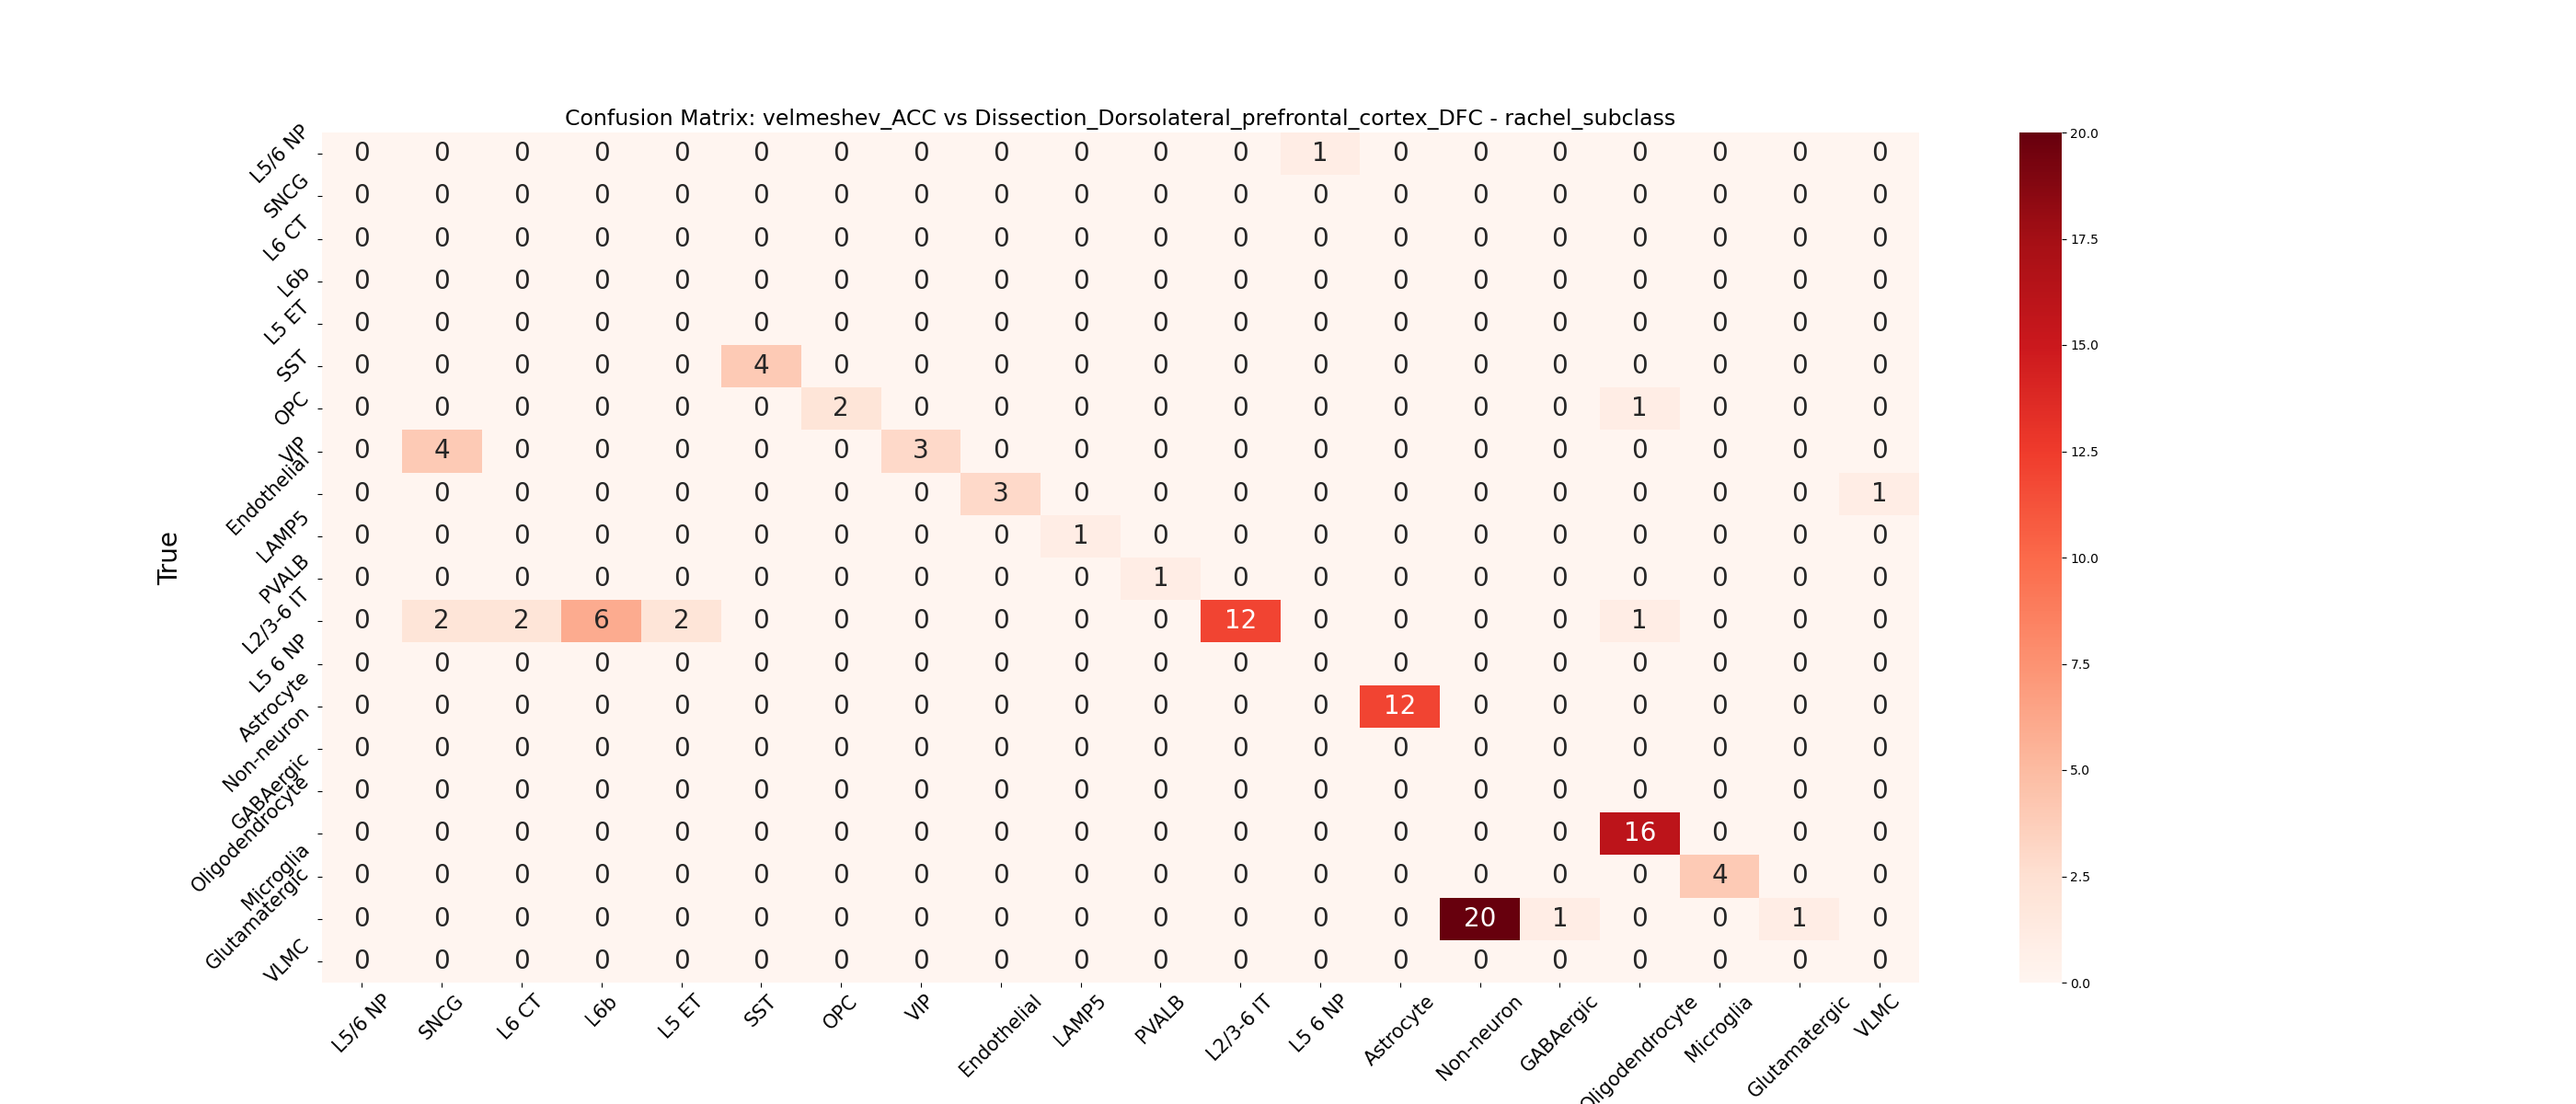 Confusion Matrix: velmeshev_ACC vs Dissection_Dorsolateral_prefrontal_cortex_DFC - rachel_subclass
True
L5/6 NP 0 0 0 0 0 0 0 0 0 0 0 0 1 0 0 0 0 0 0 0
SNCG 0 0 0 0 0 0 0 0 0 0 0 0 0 0 0 0 0 0 0 0
L6 CT 0 0 0 0 0 0 0 0 0 0 0 0 0 0 0 0 0 0 0 0
L6b 0 0 0 0 0 0 0 0 0 0 0 0 0 0 0 0 0 0 0 0
L5 ET 0 0 0 0 0 0 0 0 0 0 0 0 0 0 0 0 0 0 0 0
SST 0 0 0 0 0 4 0 0 0 0 0 0 0 0 0 0 0 0 0 0
OPC 0 0 0 0 0 0 2 0 0 0 0 0 0 0 0 0 1 0 0 0
VIP 0 4 0 0 0 0 0 3 0 0 0 0 0 0 0 0 0 0 0 0
Endothelial 0 0 0 0 0 0 0 0 3 0 0 0 0 0 0 0 0 0 0 1
LAMP5 0 0 0 0 0 0 0 0 0 1 0 0 0 0 0 0 0 0 0 0
PVALB 0 0 0 0 0 0 0 0 0 0 1 0 0 0 0 0 0 0 0 0
L2/3-6 IT 0 2 2 6 2 0 0 0 0 0 0 12 0 0 0 0 1 0 0 0
L5 6 NP 0 0 0 0 0 0 0 0 0 0 0 0 0 0 0 0 0 0 0 0
Astrocyte 0 0 0 0 0 0 0 0 0 0 0 0 0 12 0 0 0 0 0 0
Non-neuron 0 0 0 0 0 0 0 0 0 0 0 0 0 0 0 0 0 0 0 0
GABAergic 0 0 0 0 0 0 0 0 0 0 0 0 0 0 0 0 0 0 0 0
Oligodendrocyte 0 0 0 0 0 0 0 0 0 0 0 0 0 0 0 0 16 0 0 0
Microglia 0 0 0 0 0 0 0 0 0 0 0 0 0 0 0 0 0 4 0 0
Glutamatergic 0 0 0 0 0 0 0 0 0 0 0 0 0 0 20 1 0 0 1 0
VLMC 0 0 0 0 0 0 0 0 0 0 0 0 0 0 0 0 0 0 0 0
L5/6 NP SNCG L6 CT L6b L5 ET SST OPC VIP Endothelial LAMP5 PVALB L2/3-6 IT L5 6 NP Astrocyte Non-neuron GABAergic Oligodendrocyte Microglia Glutamatergic VLMC
20.0
17.5
15.0
12.5
10.0
7.5
5.0
2.5
0.0